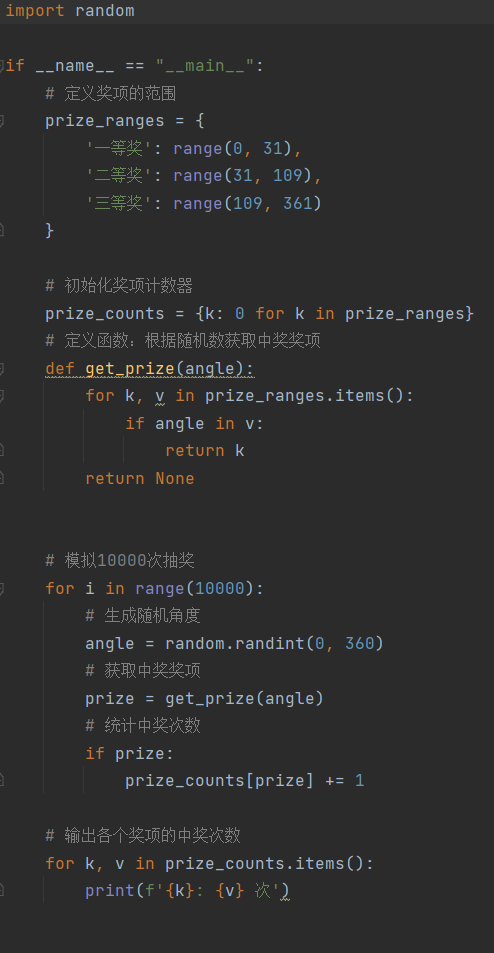 import random
if __name__ == "__main__":
    # 定义奖项的范围
    prize_ranges = {
        '一等奖': range(0, 31),
        '二等奖': range(31, 109),
        '三等奖': range(109, 361)
    }
    # 初始化奖项计数器
    prize_counts = {k: 0 for k in prize_ranges}
    # 定义函数：根据随机数获取中奖奖项
    def get_prize(angle):
        for k, v in prize_ranges.items():
            if angle in v:
                return k
        return None
    # 模拟10000次抽奖
    for i in range(10000):
        # 生成随机角度
        angle = random.randint(0, 360)
        # 获取中奖奖项
        prize = get_prize(angle)
        # 统计中奖次数
        if prize:
            prize_counts[prize] += 1
    # 输出各个奖项的中奖次数
    for k, v in prize_counts.items():
        print(f'{k}: {v} 次')